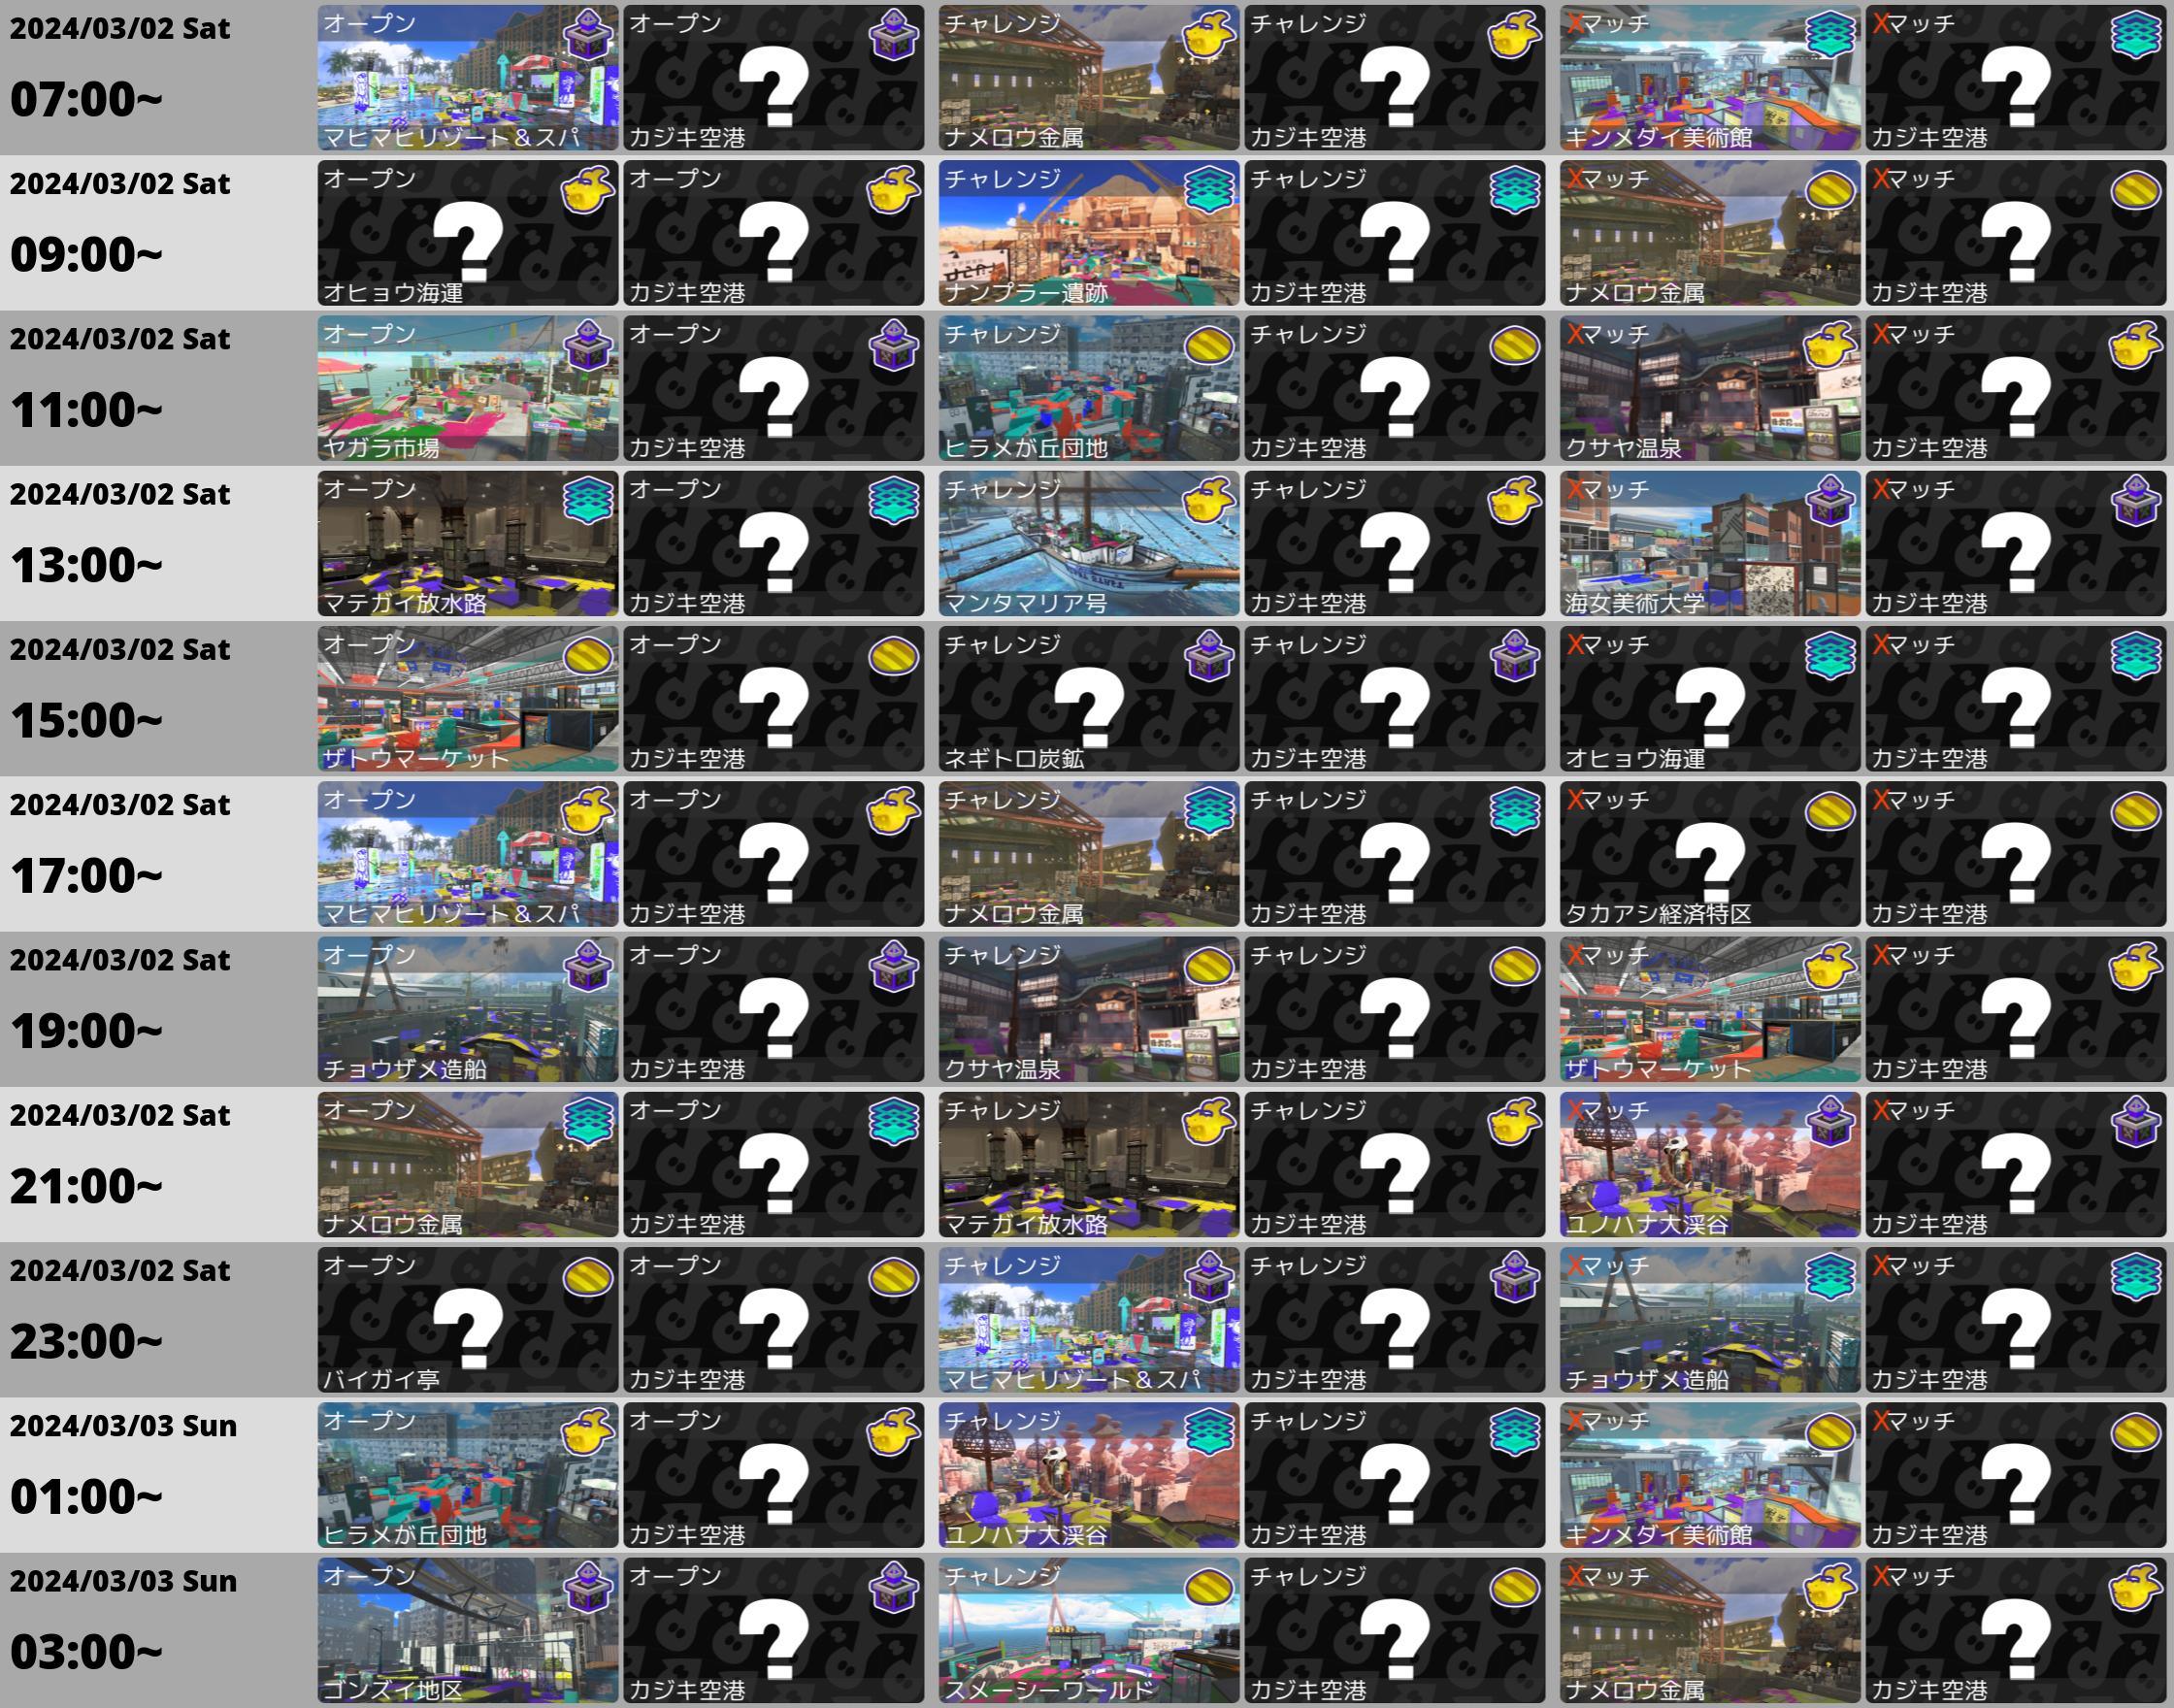 2024/03/02 Sat
07:00~
オープン
マヒマヒリゾート＆スパ
オープン
カジキ空港
チャレンジ
ナメロウ金属
チャレンジ
カジキ空港
Xマッチ
キンメダイ美術館
Xマッチ
カジキ空港
2024/03/02 Sat
09:00~
オープン
オヒョウ海運
オープン
カジキ空港
チャレンジ
ナンプラー遺跡
チャレンジ
カジキ空港
Xマッチ
ナメロウ金属
Xマッチ
カジキ空港
2024/03/02 Sat
11:00~
オープン
ヤガラ市場
オープン
カジキ空港
チャレンジ
ヒラメが丘団地
チャレンジ
カジキ空港
Xマッチ
クサヤ温泉
Xマッチ
カジキ空港
2024/03/02 Sat
13:00~
オープン
マテガイ放水路
オープン
カジキ空港
チャレンジ
マンタマリア号
チャレンジ
カジキ空港
Xマッチ
海女美術大学
Xマッチ
カジキ空港
2024/03/02 Sat
15:00~
オープン
ザトウマーケット
オープン
カジキ空港
チャレンジ
ネギトロ炭鉱
チャレンジ
カジキ空港
Xマッチ
オヒョウ海運
Xマッチ
カジキ空港
2024/03/02 Sat
17:00~
オープン
マヒマヒリゾート＆スパ
オープン
カジキ空港
チャレンジ
ナメロウ金属
チャレンジ
カジキ空港
Xマッチ
タカアシ経済特区
Xマッチ
カジキ空港
2024/03/02 Sat
19:00~
オープン
チョウザメ造船
オープン
カジキ空港
チャレンジ
クサヤ温泉
チャレンジ
カジキ空港
Xマッチ
ザトウマーケット
Xマッチ
カジキ空港
2024/03/02 Sat
21:00~
オープン
ナメロウ金属
オープン
カジキ空港
チャレンジ
マテガイ放水路
チャレンジ
カジキ空港
Xマッチ
ユノハナ大渓谷
Xマッチ
カジキ空港
2024/03/02 Sat
23:00~
オープン
バイガイ亭
オープン
カジキ空港
チャレンジ
マヒマヒリゾート＆スパ
チャレンジ
カジキ空港
Xマッチ
チョウザメ造船
Xマッチ
カジキ空港
2024/03/03 Sun
01:00~
オープン
ヒラメが丘団地
オープン
カジキ空港
チャレンジ
ユノハナ大渓谷
チャレンジ
カジキ空港
Xマッチ
キンメダイ美術館
Xマッチ
カジキ空港
2024/03/03 Sun
03:00~
オープン
ゴンズイ地区
オープン
カジキ空港
チャレンジ
スメーシーワールド
チャレンジ
カジキ空港
Xマッチ
ナメロウ金属
Xマッチ
カジキ空港